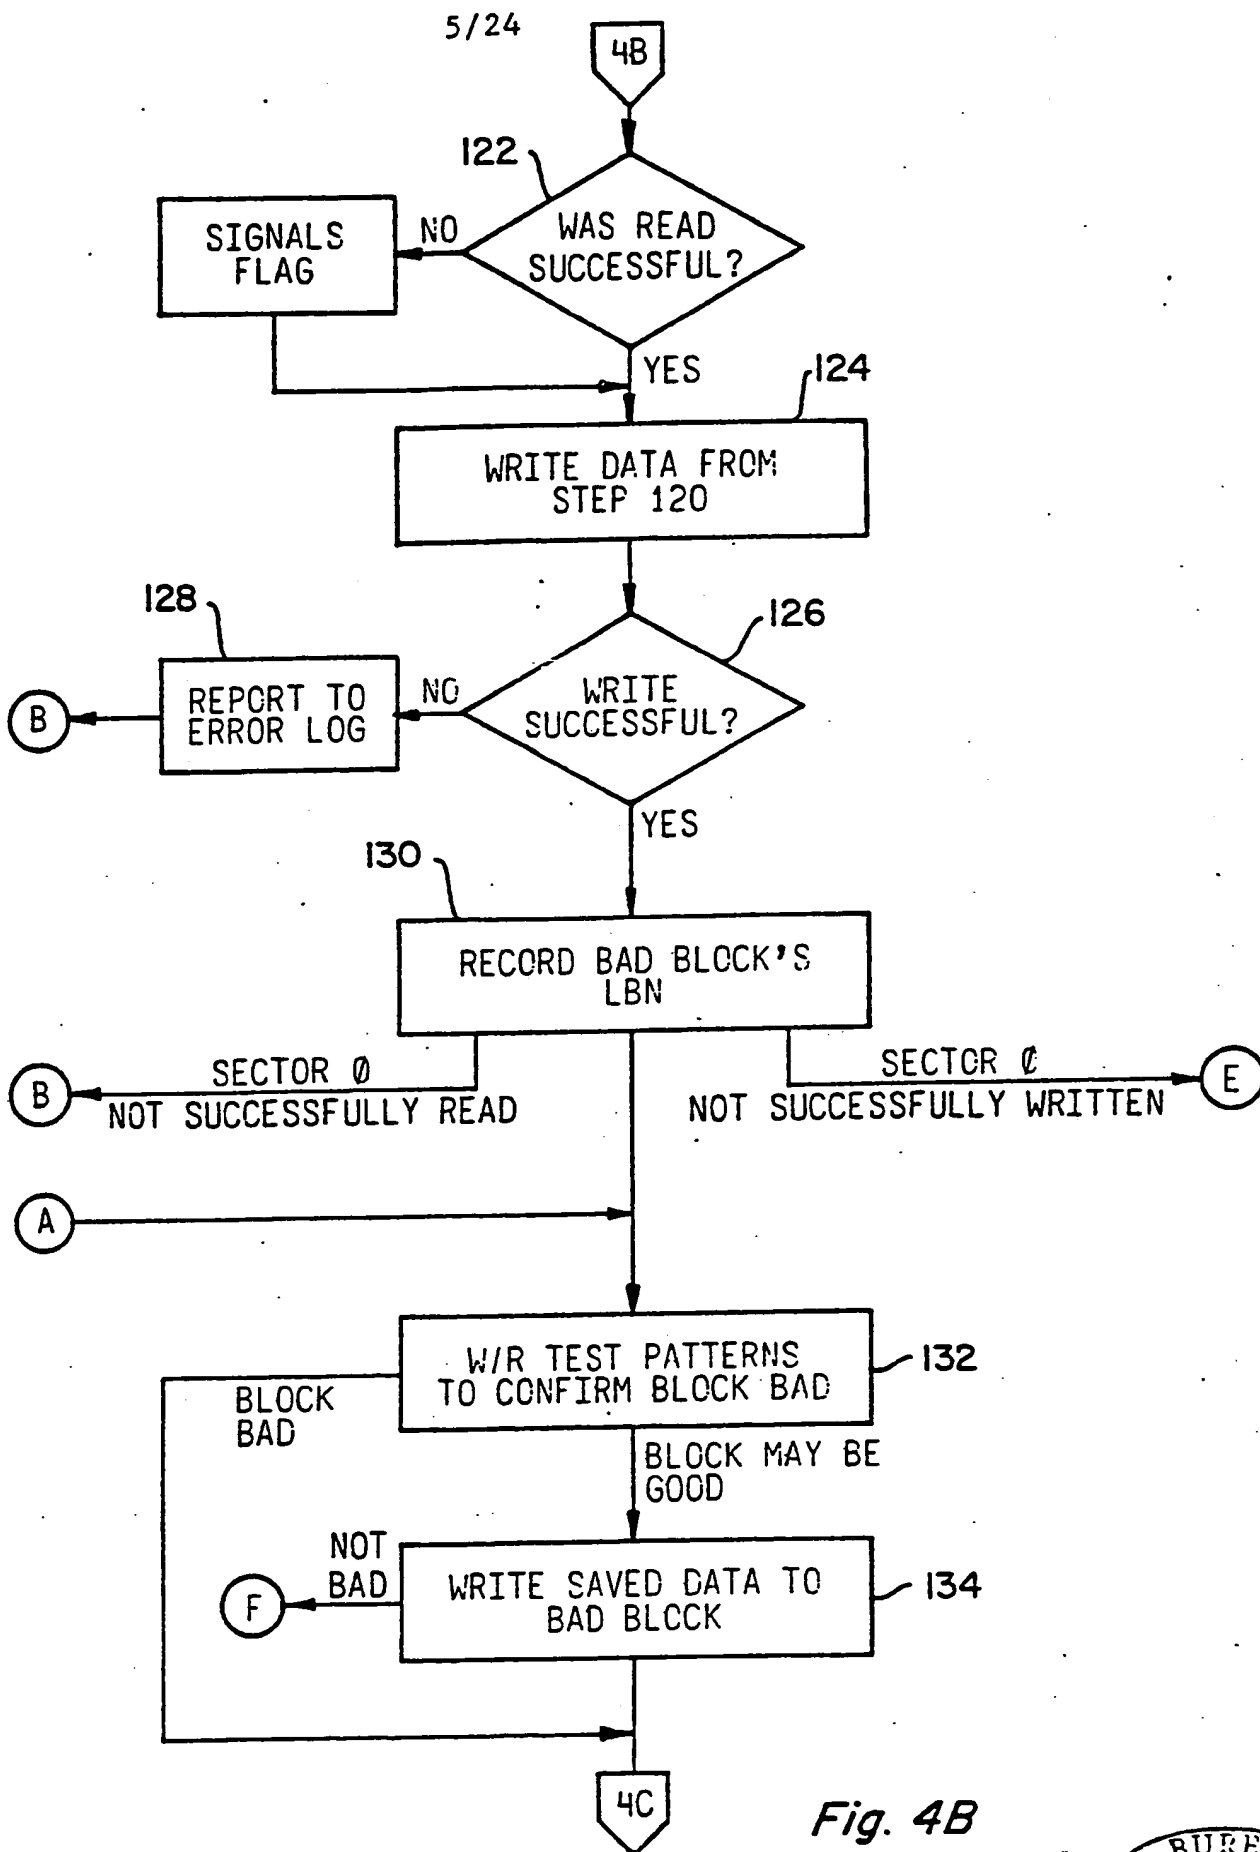 5/24
4B
122
WAS READ
SUCCESSFUL?
NO
SIGNALS
FLAG
YES
124
WRITE DATA FROM
STEP 120
128
126
REPORT TO
ERROR LOG
NO
WRITE
SUCCESSFUL?
B
YES
130
RECORD BAD BLOCK'S
LBN
B
SECTOR Ø
NOT SUCCESSFULLY READ
SECTOR Ø
NOT SUCCESSFULLY WRITTEN
E
A
W/R TEST PATTERNS
TO CONFIRM BLOCK BAD
132
BLOCK
BAD
BLOCK MAY BE
GOOD
NOT
BAD
F
WRITE SAVED DATA TO
BAD BLOCK
134
4C
Fig. 4B